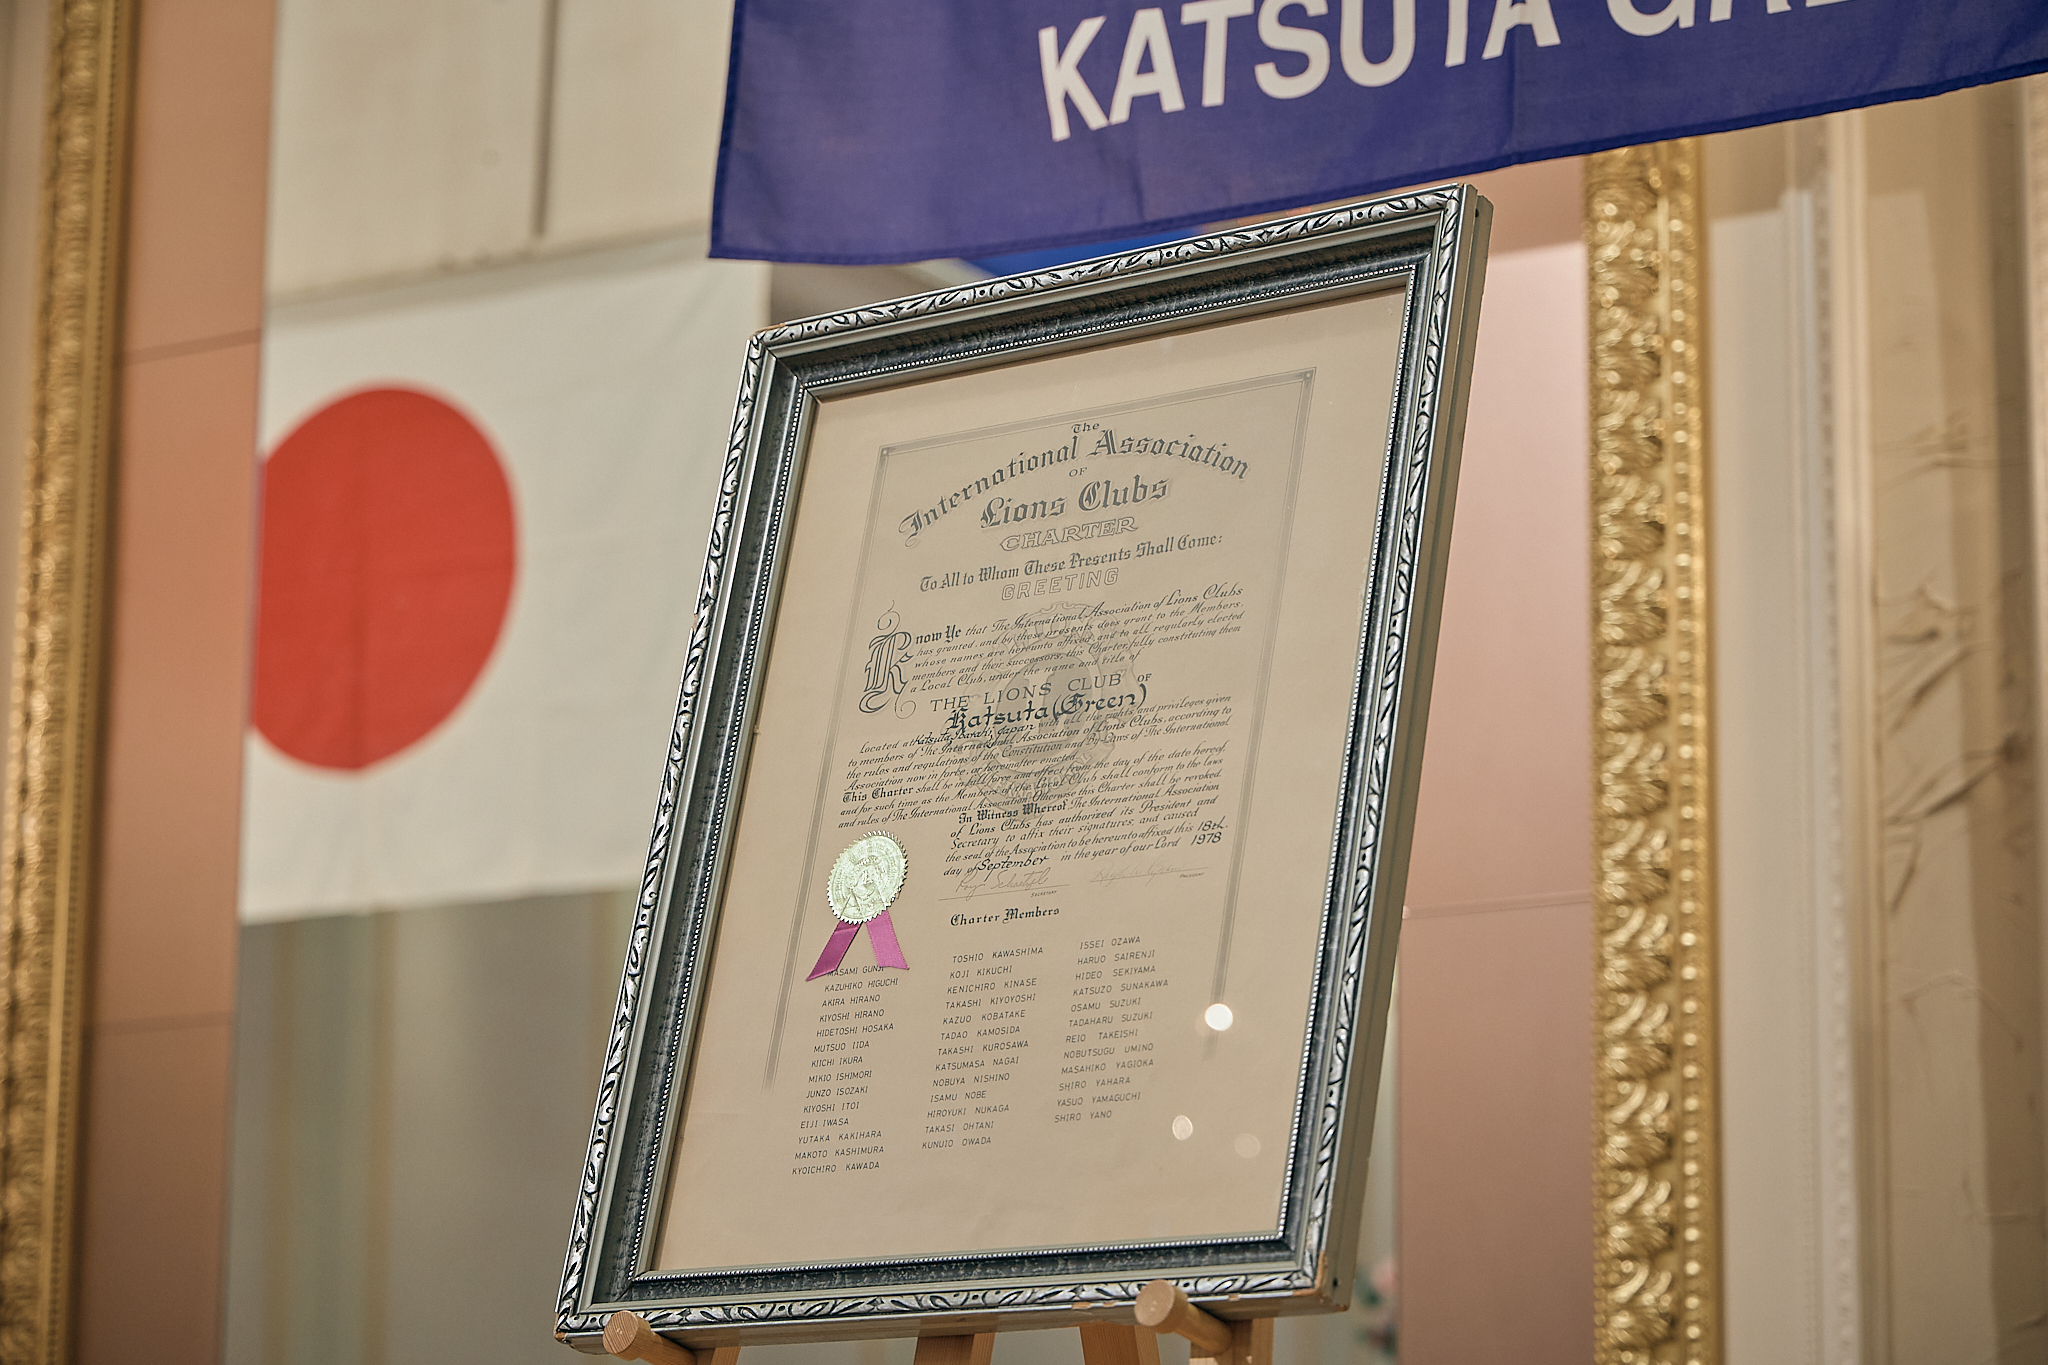 KATSUTA GRE
The
International Association
OF
Lions Clubs
CHARTER
To All to Whom These Presents Shall Come:
GREETING
Know Ye that The International Association of Lions Clubs
has granted, and by these presents does grant to the Members,
whose names are hereunto affixed, and to all regularly elected
members and their successors, this Charter, fully constituting them
a Local Club, under the name and title of
THE LIONS CLUB OF
Katsuta (Green)
Located at Katsuta, Ibaraki, Japan with all the rights and privileges given
to members of The International Association of Lions Clubs, according to
the rules and regulations of the Constitution and By-Laws of The International
Association now in force, or hereinafter enacted.
This Charter shall be in full force and effect from the day of the date hereof,
and for such time as the Members of the Local Club shall conform to the laws
and rules of The International Association. Otherwise this Charter shall be revoked.
In Witness Whereof The International Association
of Lions Clubs has authorized its President and
Secretary to affix their signatures, and caused
the seal of the Association to be hereunto affixed this 18th
day of September in the year of our Lord 1978
SECRETARY PRESIDENT
Charter Members
MASAMI GUNJI
KAZUHIKO HIGUCHI
AKIRA HIRANO
KIYOSHI HIRANO
HIDETOSHI HOSAKA
MUTSUO IIDA
KIICHI IKURA
MIKIO ISHIMORI
JUNZO ISOZAKI
KIYOSHI ITOI
EIJI IWASA
YUTAKA KAKIHARA
MAKOTO KASHIMURA
KYOICHIRO KAWADA
TOSHIO KAWASHIMA
KOJI KIKUCHI
KENICHIRO KINASE
TAKASHI KIYOYOSHI
KAZUO KOBATAKE
TADAO KAMOSIDA
TAKASHI KUROSAWA
KATSUMASA NAGAI
NOBUYA NISHINO
ISAMU NOBE
HIROYUKI NUKAGA
TAKASI OHTANI
KUNUIO OWADA
ISSEI OZAWA
HARUO SAIRENJI
HIDEO SEKIYAMA
KATSUZO SUNAKAWA
OSAMU SUZUKI
TADAHARU SUZUKI
REIO TAKEISHI
NOBUTSUGU UMINO
MASAHIKO YAGIOKA
SHIRO YAHARA
YASUO YAMAGUCHI
SHIRO YANO